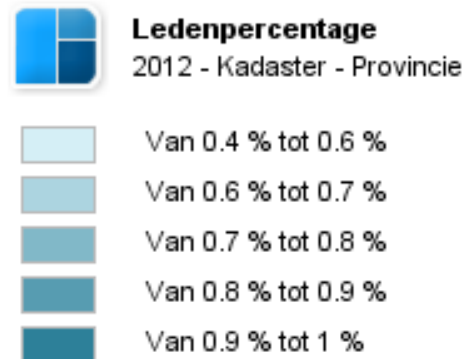 Ledenpercentage
2012 - Kadaster - Provincie
Van 0.4 % tot 0.6 %
Van 0.6 % tot 0.7 %
Van 0.7 % tot 0.8 %
Van 0.8 % tot 0.9 %
Van 0.9 % tot 1 %